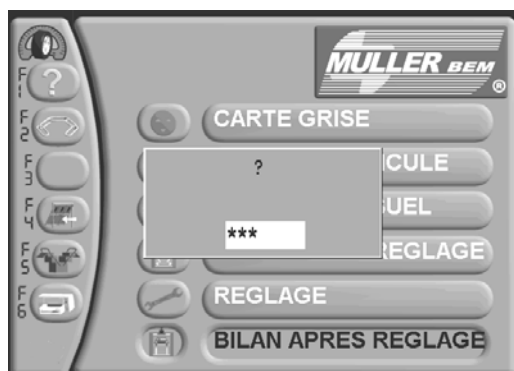 MULLER BEM
®
F1 ?
F2
F3
F4
F5
F6
CARTE GRISE
CULE
UEL
REGLAGE
REGLAGE
BILAN APRES REGLAGE
?
***